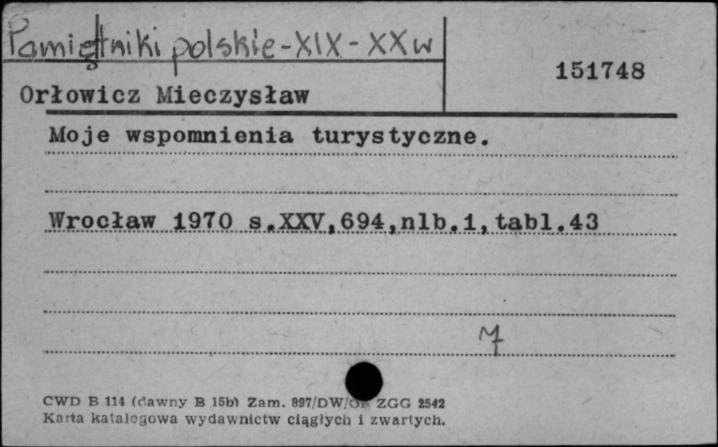 Pamiętniki polskie-XIX-XXw
151748
Orłowicz Mieczysław
Moje wspomnienia turystyczne.
Wrocław 1970 s.XXV,694,nlb.1,tabl.43
CWD B 114 (dawny B 15b) Zam. 897/DW/ ZGG 2542
Karta katalogowa wydawnictw ciągłych i zwartych.